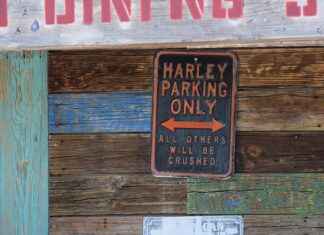 DINING
HARLEY
PARKING
ONLY
ALL OTHERS
WILL BE
CRUSHED